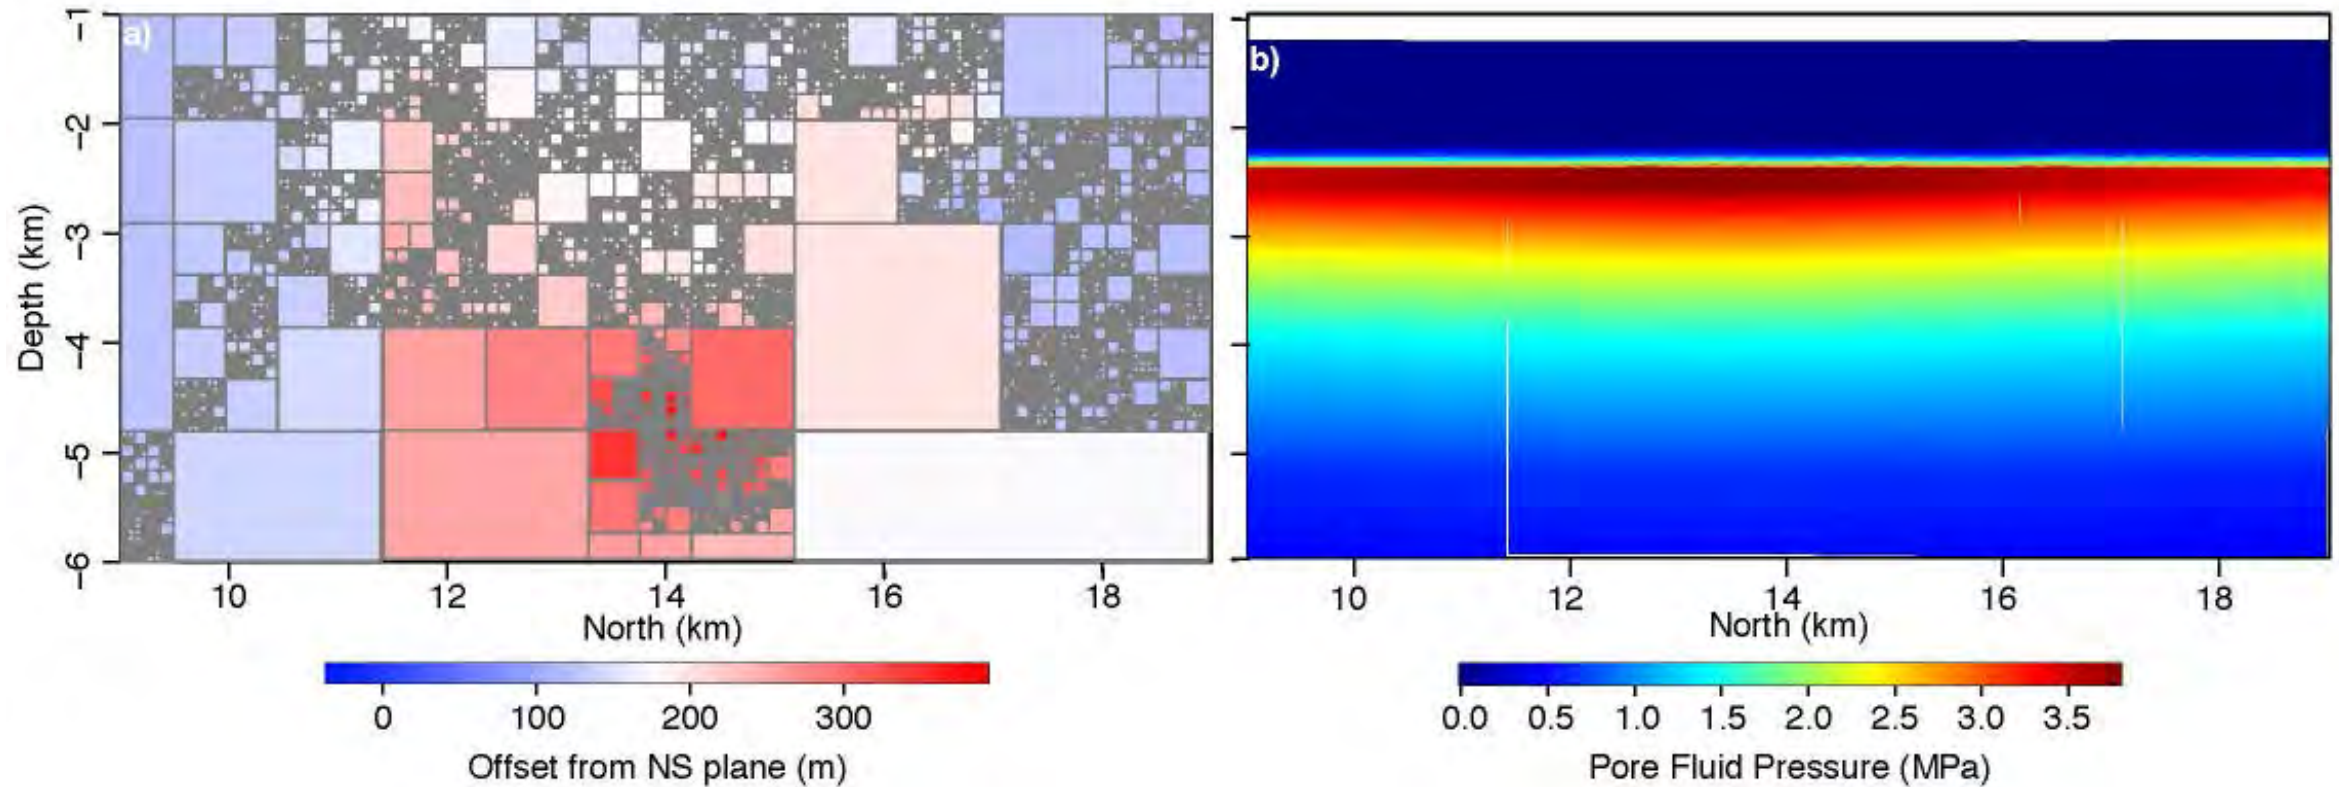 a)
b)
-1
-2
-3
-4
-5
-6
Depth (km)
10 12 14 16 18
North (km)
10 12 14 16 18
North (km)
0 100 200 300
Offset from NS plane (m)
0.0 0.5 1.0 1.5 2.0 2.5 3.0 3.5
Pore Fluid Pressure (MPa)